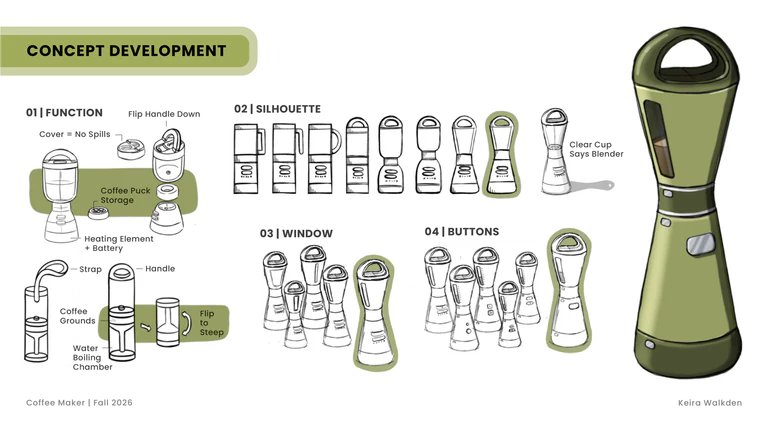 CONCEPT DEVELOPMENT
01 | FUNCTION
Flip Handle Down
Cover = No Spills
Coffee Puck
Storage
Heating Element
+ Battery
Strap
Handle
Coffee
Grounds
Flip
to
Steep
Water
Boiling
Chamber
02 | SILHOUETTE
Clear Cup
Says Blender
03 | WINDOW
04 | BUTTONS
Coffee Maker | Fall 2026
Keira Walkden